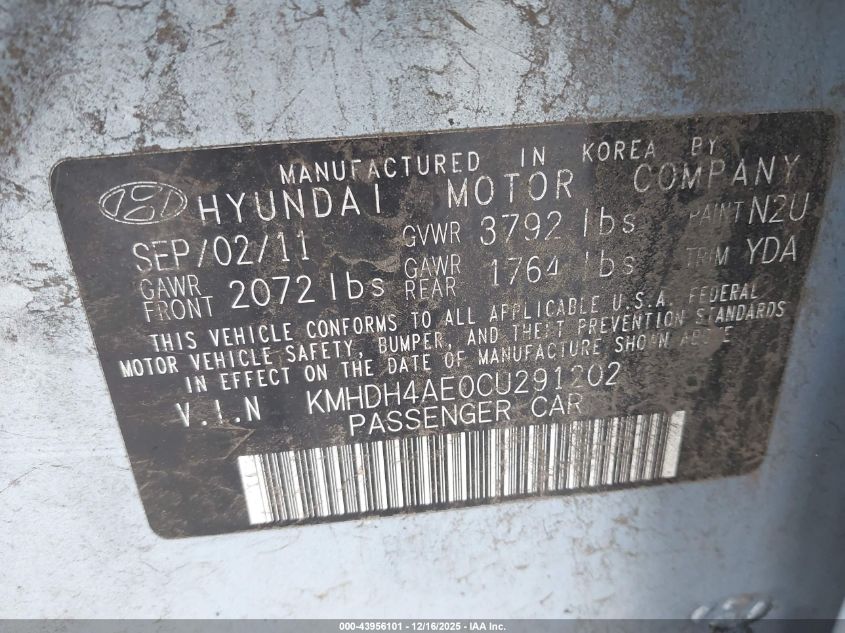 MANUFACTURED IN KOREA BY
HYUNDAI MOTOR COMPANY
SEP/02/11 GVWR 3792 lbs PAINT N2U
GAWR FRONT 2072 lbs GAWR REAR 1764 lbs TRIM YDA
THIS VEHICLE CONFORMS TO ALL APPLICABLE U.S.A. FEDERAL
MOTOR VEHICLE SAFETY, BUMPER, AND THEFT PREVENTION STANDARDS
IN EFFECT ON THE DATE OF MANUFACTURE SHOWN ABOVE
V.I.N KMHDH4AE0CU291202
PASSENGER CAR
000-43956101 - 12/16/2025 - IAA Inc.